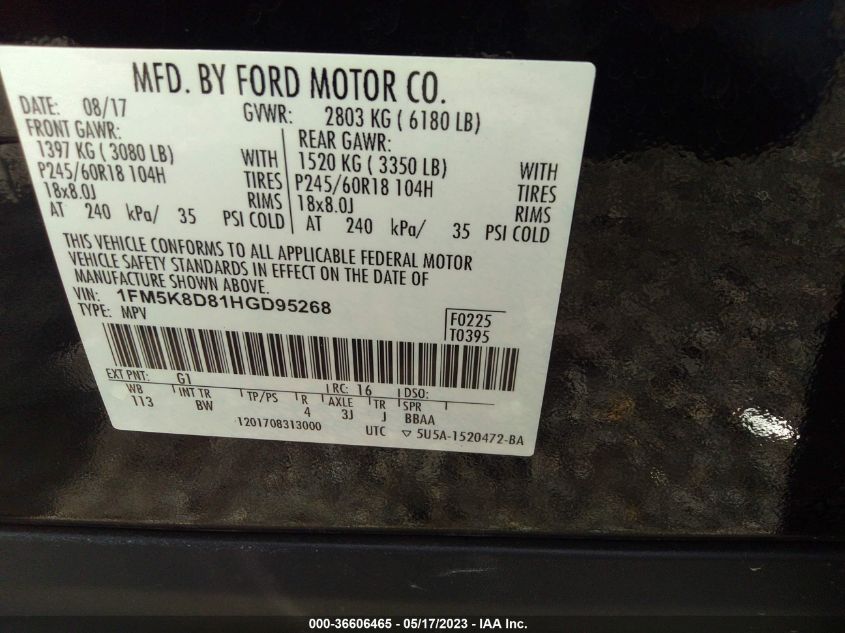 MFD. BY FORD MOTOR CO.
DATE: 08/17 GVWR: 2803 KG ( 6180 LB)
FRONT GAWR: REAR GAWR:
1397 KG ( 3080 LB) WITH 1520 KG ( 3350 LB) WITH
P245/60R18 104H TIRES P245/60R18 104H TIRES
18x8.0J RIMS 18x8.0J RIMS
AT 240 kPa/ 35 PSI COLD AT 240 kPa/ 35 PSI COLD
THIS VEHICLE CONFORMS TO ALL APPLICABLE FEDERAL MOTOR
VEHICLE SAFETY STANDARDS IN EFFECT ON THE DATE OF
MANUFACTURE SHOWN ABOVE.
VIN: 1FM5K8D81HGD95268
TYPE: MPV
F0225
T0395
EXT PNT: G1 RC: 16 DSO:
WB INT TR TP/PS R AXLE TR SPR
113 BW 4 3J J BBAA
1201708313000 UTC ▽ 5U5A-1520472-BA
000-36606465 - 05/17/2023 - IAA Inc.